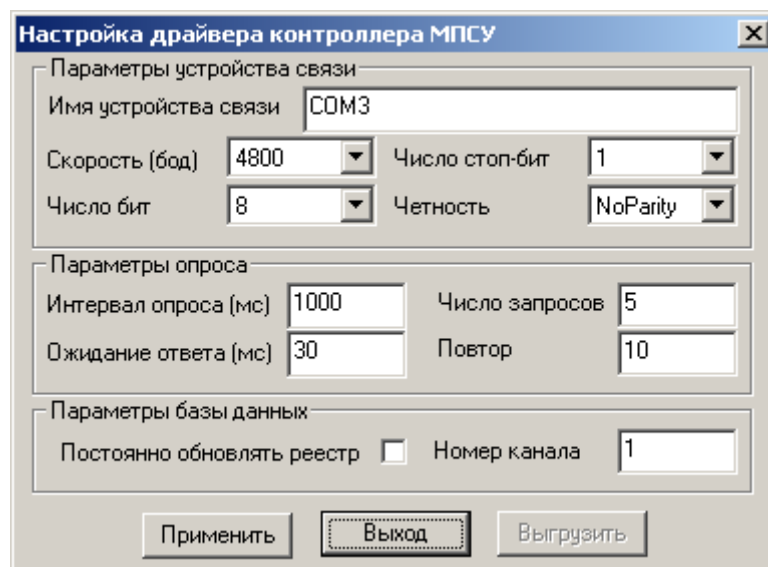 Настройка драйвера контроллера МПСУ
Параметры устройства связи
Имя устройства связи COM3
Скорость (бод) 4800 Число стоп-бит 1
Число бит 8 Четность NoParity
Параметры опроса
Интервал опроса (мс) 1000 Число запросов 5
Ожидание ответа (мс) 30 Повтор 10
Параметры базы данных
Постоянно обновлять реестр Номер канала 1
Применить Выход Выгрузить